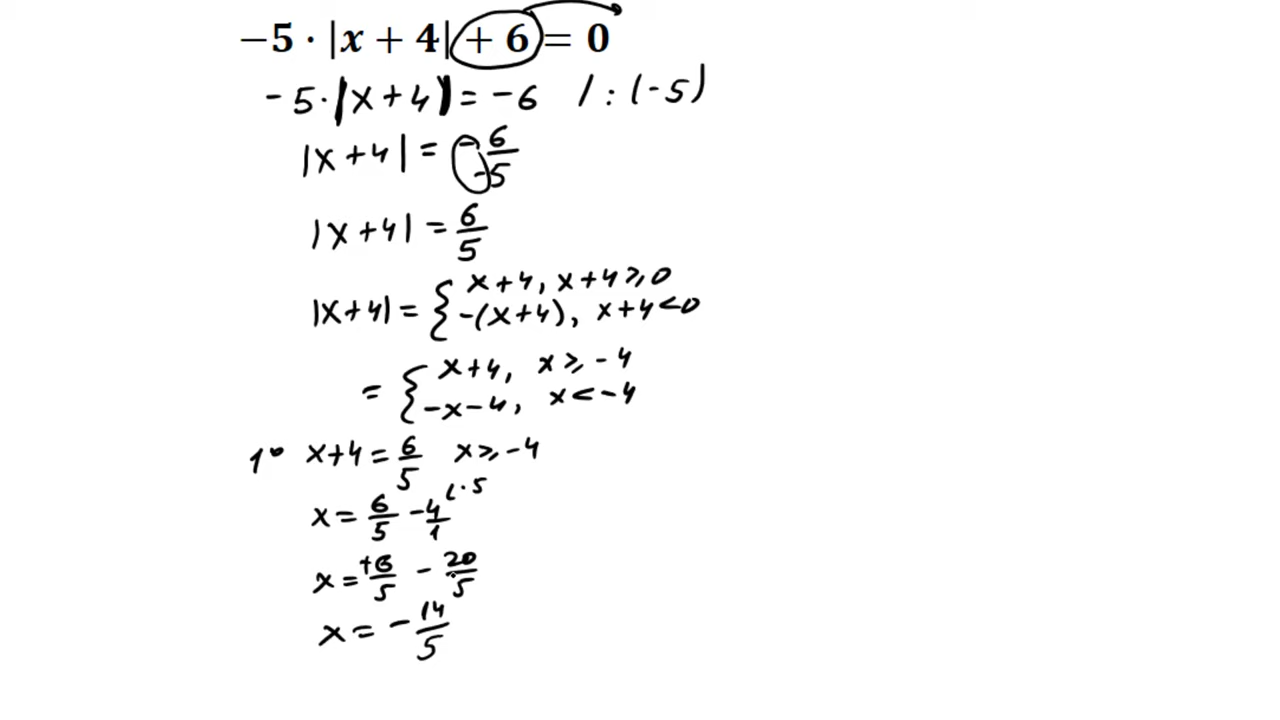 −5 · |x + 4| + 6 = 0
-5·|x+4| = -6 /:(-5)
|x+4| = -6/-5
|x+4| = 6/5
|x+4| = { x+4, x+4⩾0
-(x+4), x+4<0
= { x+4, x⩾-4
-x-4, x<-4
1° x+4 = 6/5 x⩾-4
x = 6/5 - 4/1 (·5
x = +6/5 - 20/5
x = -14/5